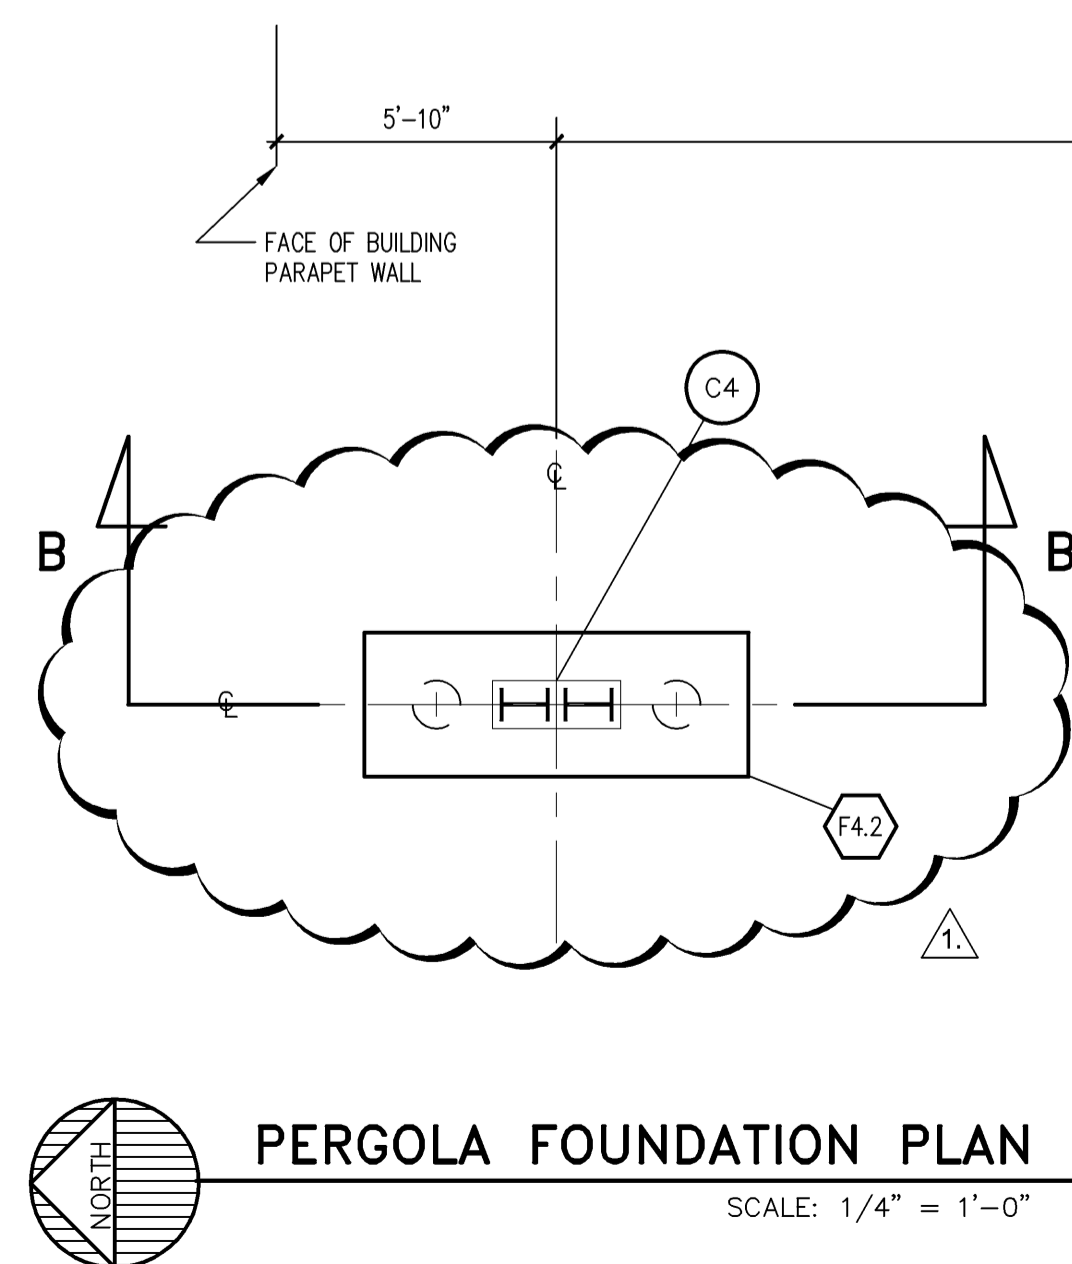 5'-10"
FACE OF BUILDING
PARAPET WALL
C4
℄
B
B
℄
F4.2
1.
NORTH
PERGOLA FOUNDATION PLAN
SCALE: 1/4" = 1'-0"